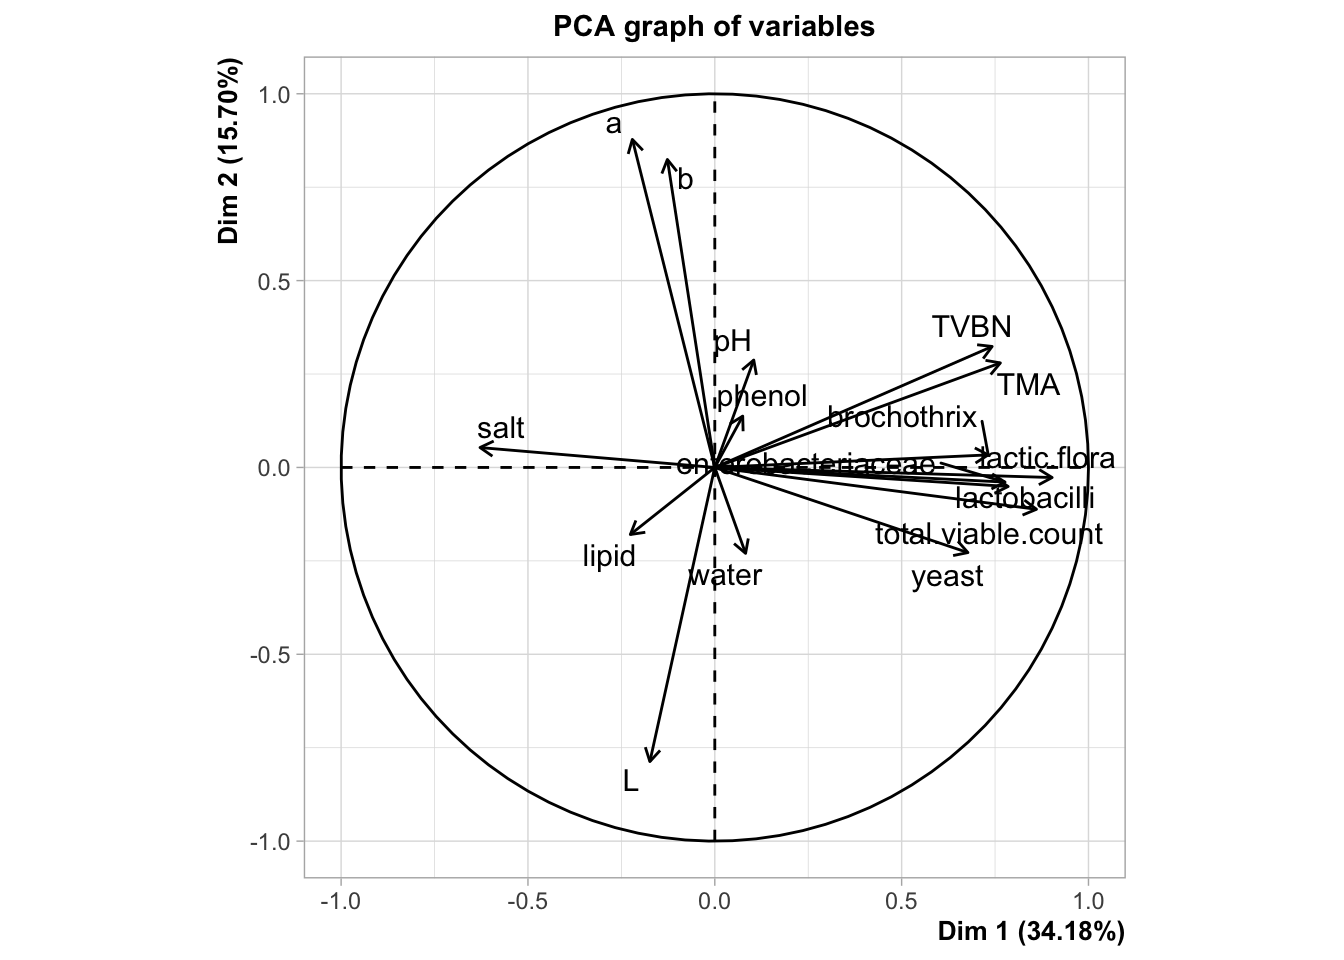 PCA graph of variables
Dim 2 (15.70%)
1.0
0.5
0.0
-0.5
-1.0
a
b
pH
TVBN
TMA
phenol
brochothrix
salt
enterobacteriaceae
lactic.flora
lactobacilli
total.viable.count
lipid
water
yeast
L
-1.0
-0.5
0.0
0.5
1.0
Dim 1 (34.18%)